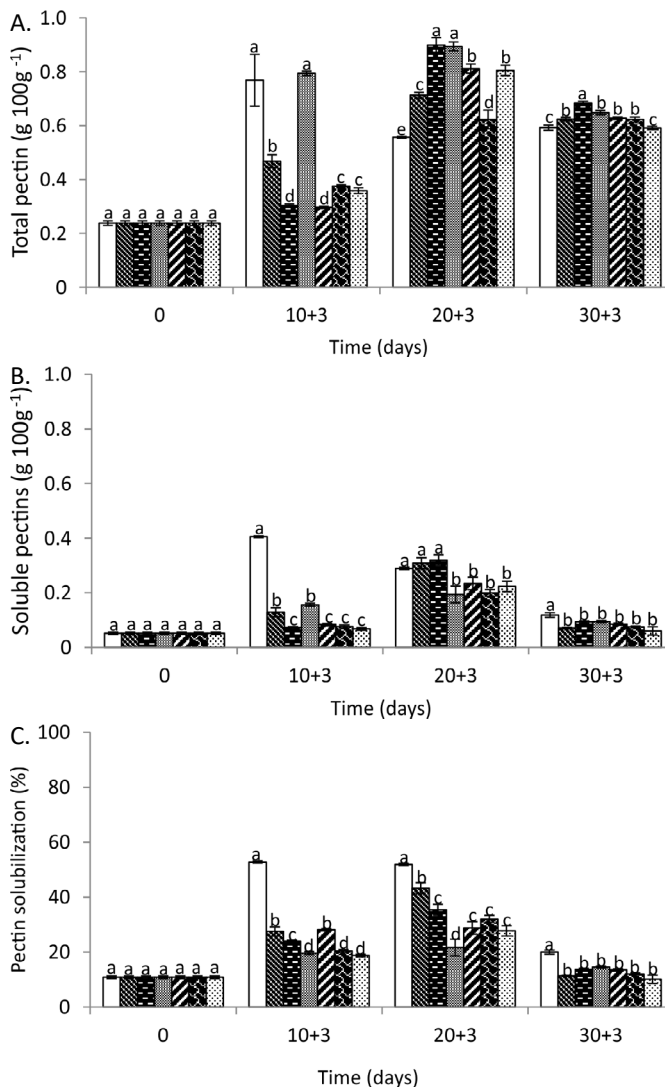 A.
Total pectin (g 100g⁻¹)
1.0
0.8
0.6
0.4
0.2
0
a a a a a a a
a b d a d c c
e c a a b d b
c b a b b b c
0 10+3 20+3 30+3
Time (days)
B.
Soluble pectins (g 100g⁻¹)
1.0
0.8
0.6
0.4
0.2
0
a a a a a a a
a b c b c c c
a a a b b b b
a b b b b b b
0 10+3 20+3 30+3
Time (days)
C.
Pectin solubilization (%)
100
80
60
40
20
0
a a a a a a a
a b c d b d d
a b c d c c c
a b b b b b b
0 10+3 20+3 30+3
Time (days)